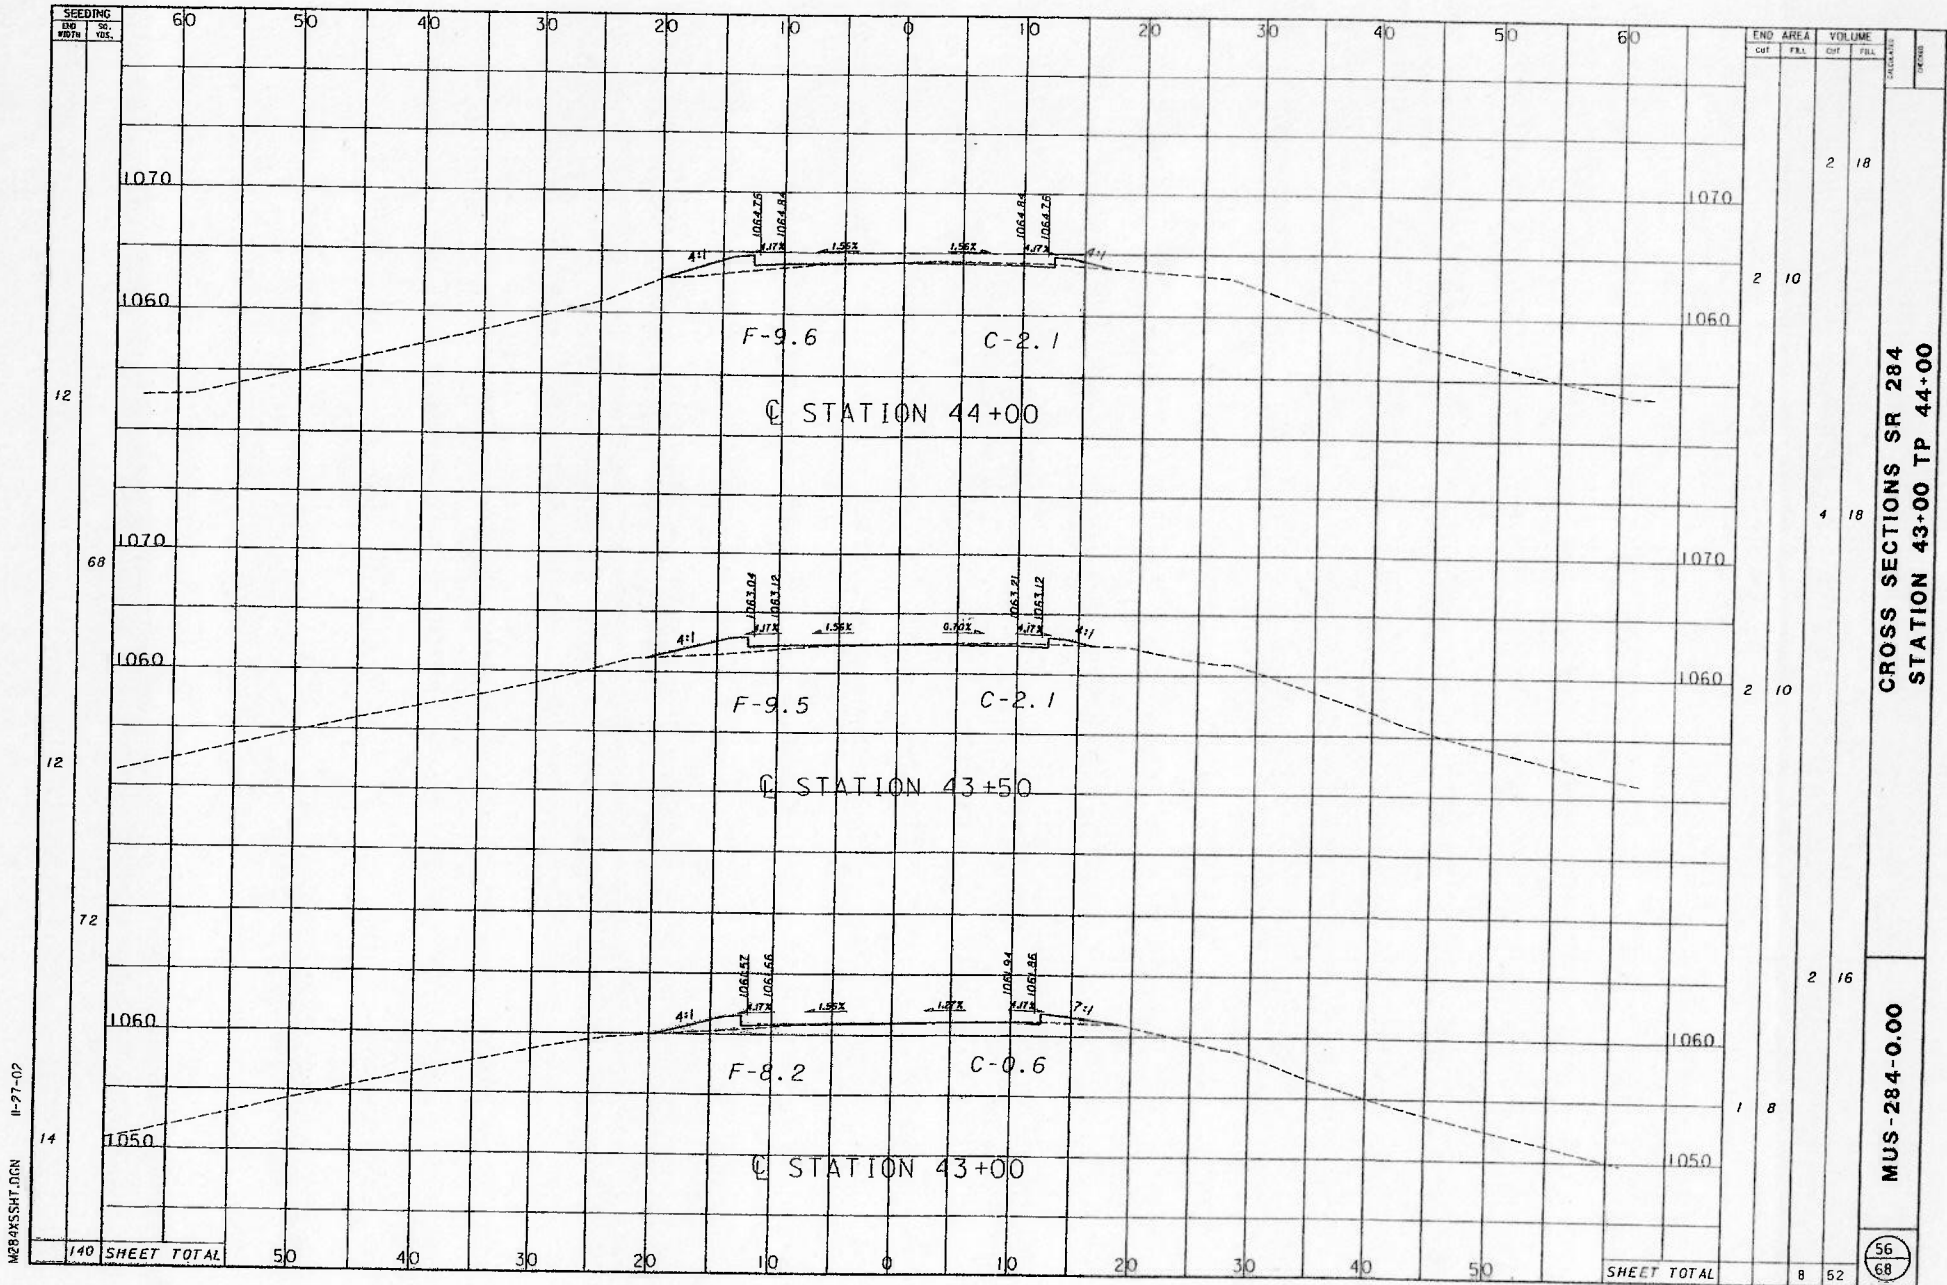 SEEDING
END WIDTH
SQ. YDS.
60 50 40 30 20 10 0 10 20 30 40 50 60
END AREA VOLUME
CUT FILL CUT FILL
CALCULATED
CHECKED
2 18
1070
1070
1064.76
1064.84
1064.84
1064.76
4:1 4.17% 1.56% 1.56% 4.17% 4:1
2 10
1060
1060
F-9.6 C-2.1
12
℄ STATION 44+00
4 18
1070
1070
68
1063.04
1063.12
1063.21
1063.12
4:1 4.17% 1.56% 0.70% 4.17% 4:1
1060
1060
2 10
F-9.5 C-2.1
12
℄ STATION 43+50
72
2 16
1061.66
1061.94
1061.86
4:1 4.17% 1.56% 1.27% 4.17% 7:1
1060
1060
F-8.2 C-0.6
1 8
14
1050
1050
℄ STATION 43+00
140 SHEET TOTAL
50 40 30 20 10 0 10 20 30 40 50
SHEET TOTAL 8 52
CROSS SECTIONS SR 284
STATION 43+00 TP 44+00
MUS-284-0.00
56
68
M284XSSHT.DGN 11-27-02